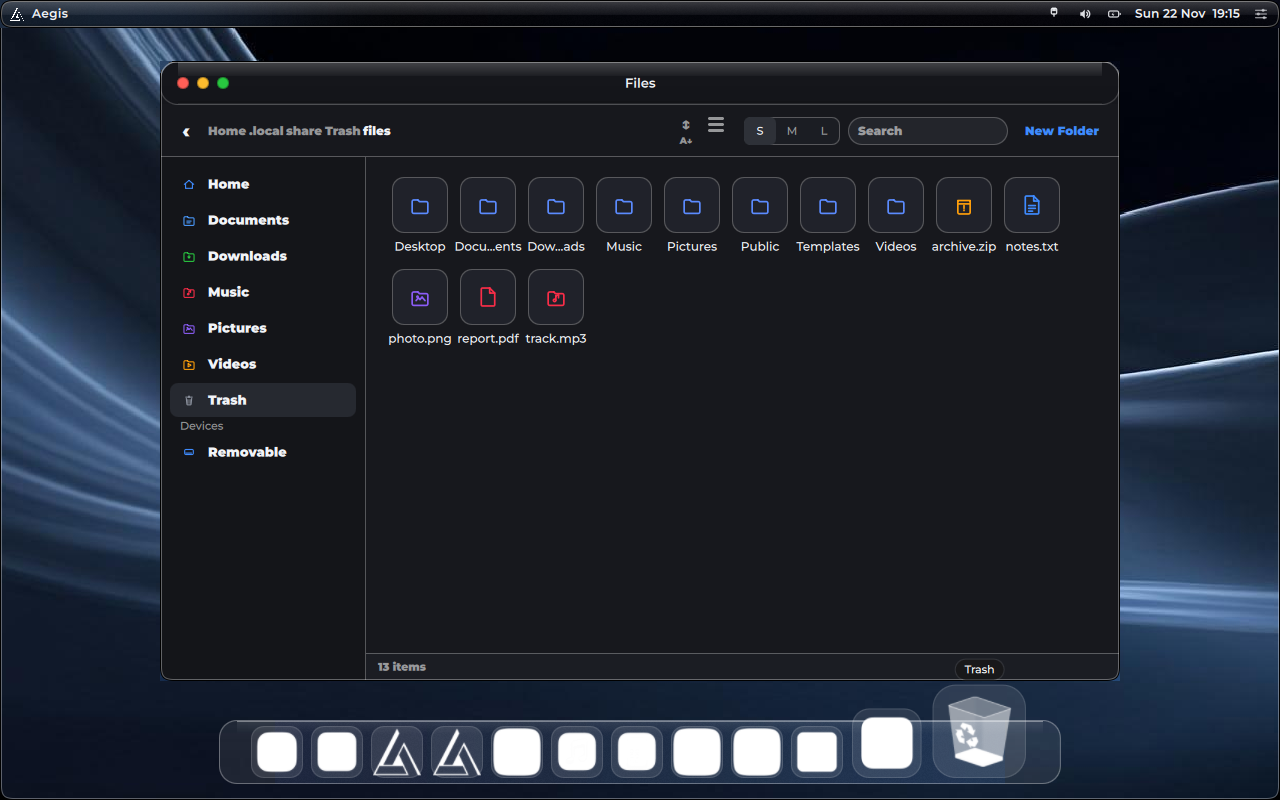 Aegis
Sun 22 Nov 19:15
Files
Home .local share Trash files
A+
S M L
Search
New Folder
Home
Documents
Downloads
Music
Pictures
Videos
Trash
Devices
Removable
Desktop Docu...ents Dow...ads Music Pictures Public Templates Videos archive.zip notes.txt
photo.png report.pdf track.mp3
13 items
Trash